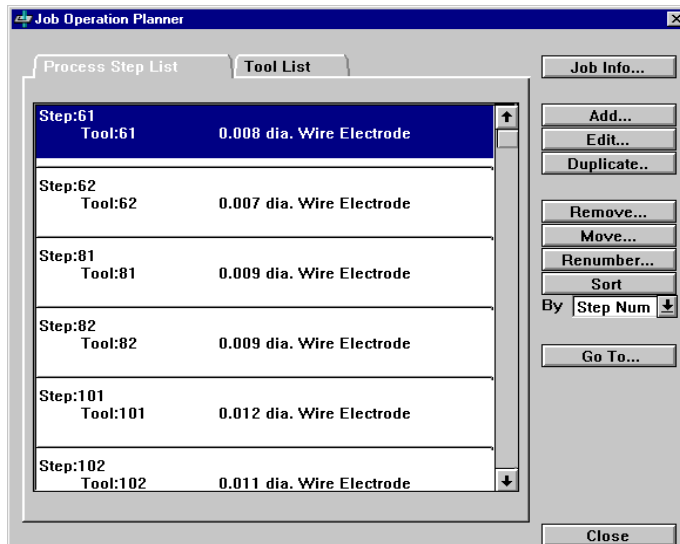 Job Operation Planner
Process Step List
Tool List
Step:61
Tool:61 0.008 dia. Wire Electrode
Step:62
Tool:62 0.007 dia. Wire Electrode
Step:81
Tool:81 0.009 dia. Wire Electrode
Step:82
Tool:82 0.009 dia. Wire Electrode
Step:101
Tool:101 0.012 dia. Wire Electrode
Step:102
Tool:102 0.011 dia. Wire Electrode
Job Info...
Add...
Edit...
Duplicate..
Remove...
Move...
Renumber...
Sort
By Step Num
Go To...
Close